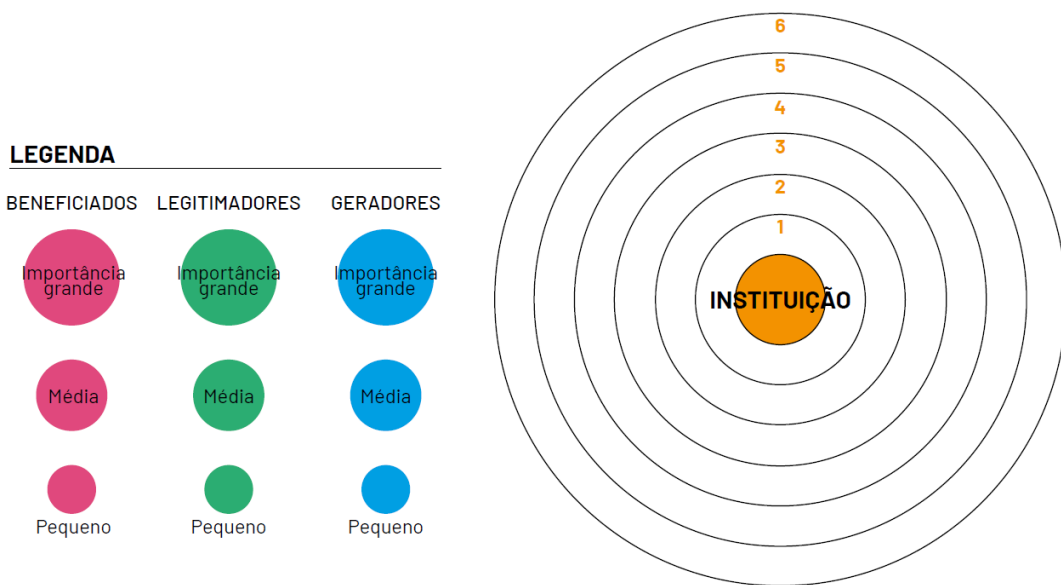 LEGENDA
BENEFICIADOS LEGITIMADORES GERADORES
Importância
grande
Importância
grande
Importância
grande
Média
Média
Média
Pequeno
Pequeno
Pequeno
6
5
4
3
2
1
INSTITUIÇÃO